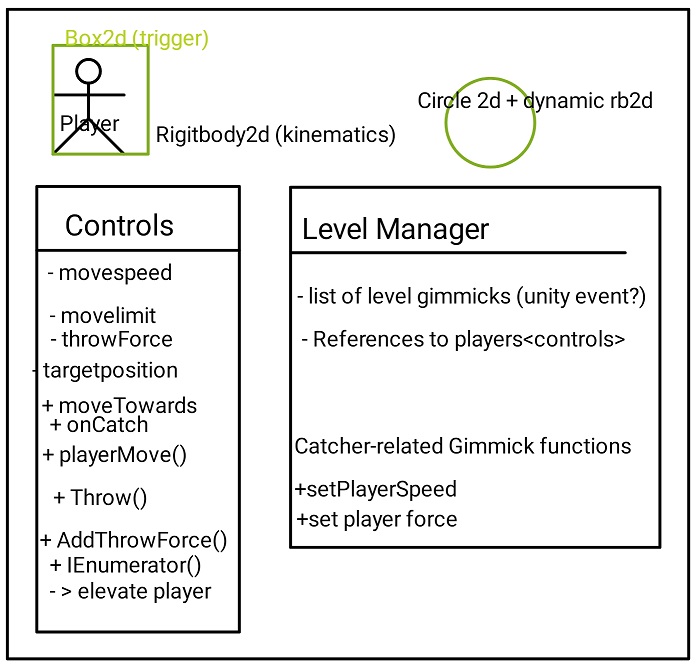 Box2d (trigger)
Player
Rigitbody2d (kinematics)
Circle 2d + dynamic rb2d
Controls
- movespeed
- movelimit
- throwForce
- targetposition
+ moveTowards
+ onCatch
+ playerMove()
+ Throw()
+ AddThrowForce()
+ IEnumerator()
- > elevate player
Level Manager
- list of level gimmicks (unity event?)
- References to players<controls>
Catcher-related Gimmick functions
+setPlayerSpeed
+set player force